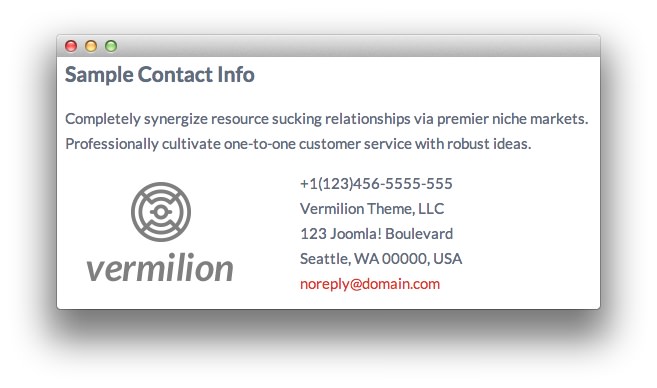 Sample Contact Info
Completely synergize resource sucking relationships via premier niche markets.
Professionally cultivate one-to-one customer service with robust ideas.
vermilion
+1(123)456-5555-555
Vermilion Theme, LLC
123 Joomla! Boulevard
Seattle, WA 00000, USA
noreply@domain.com